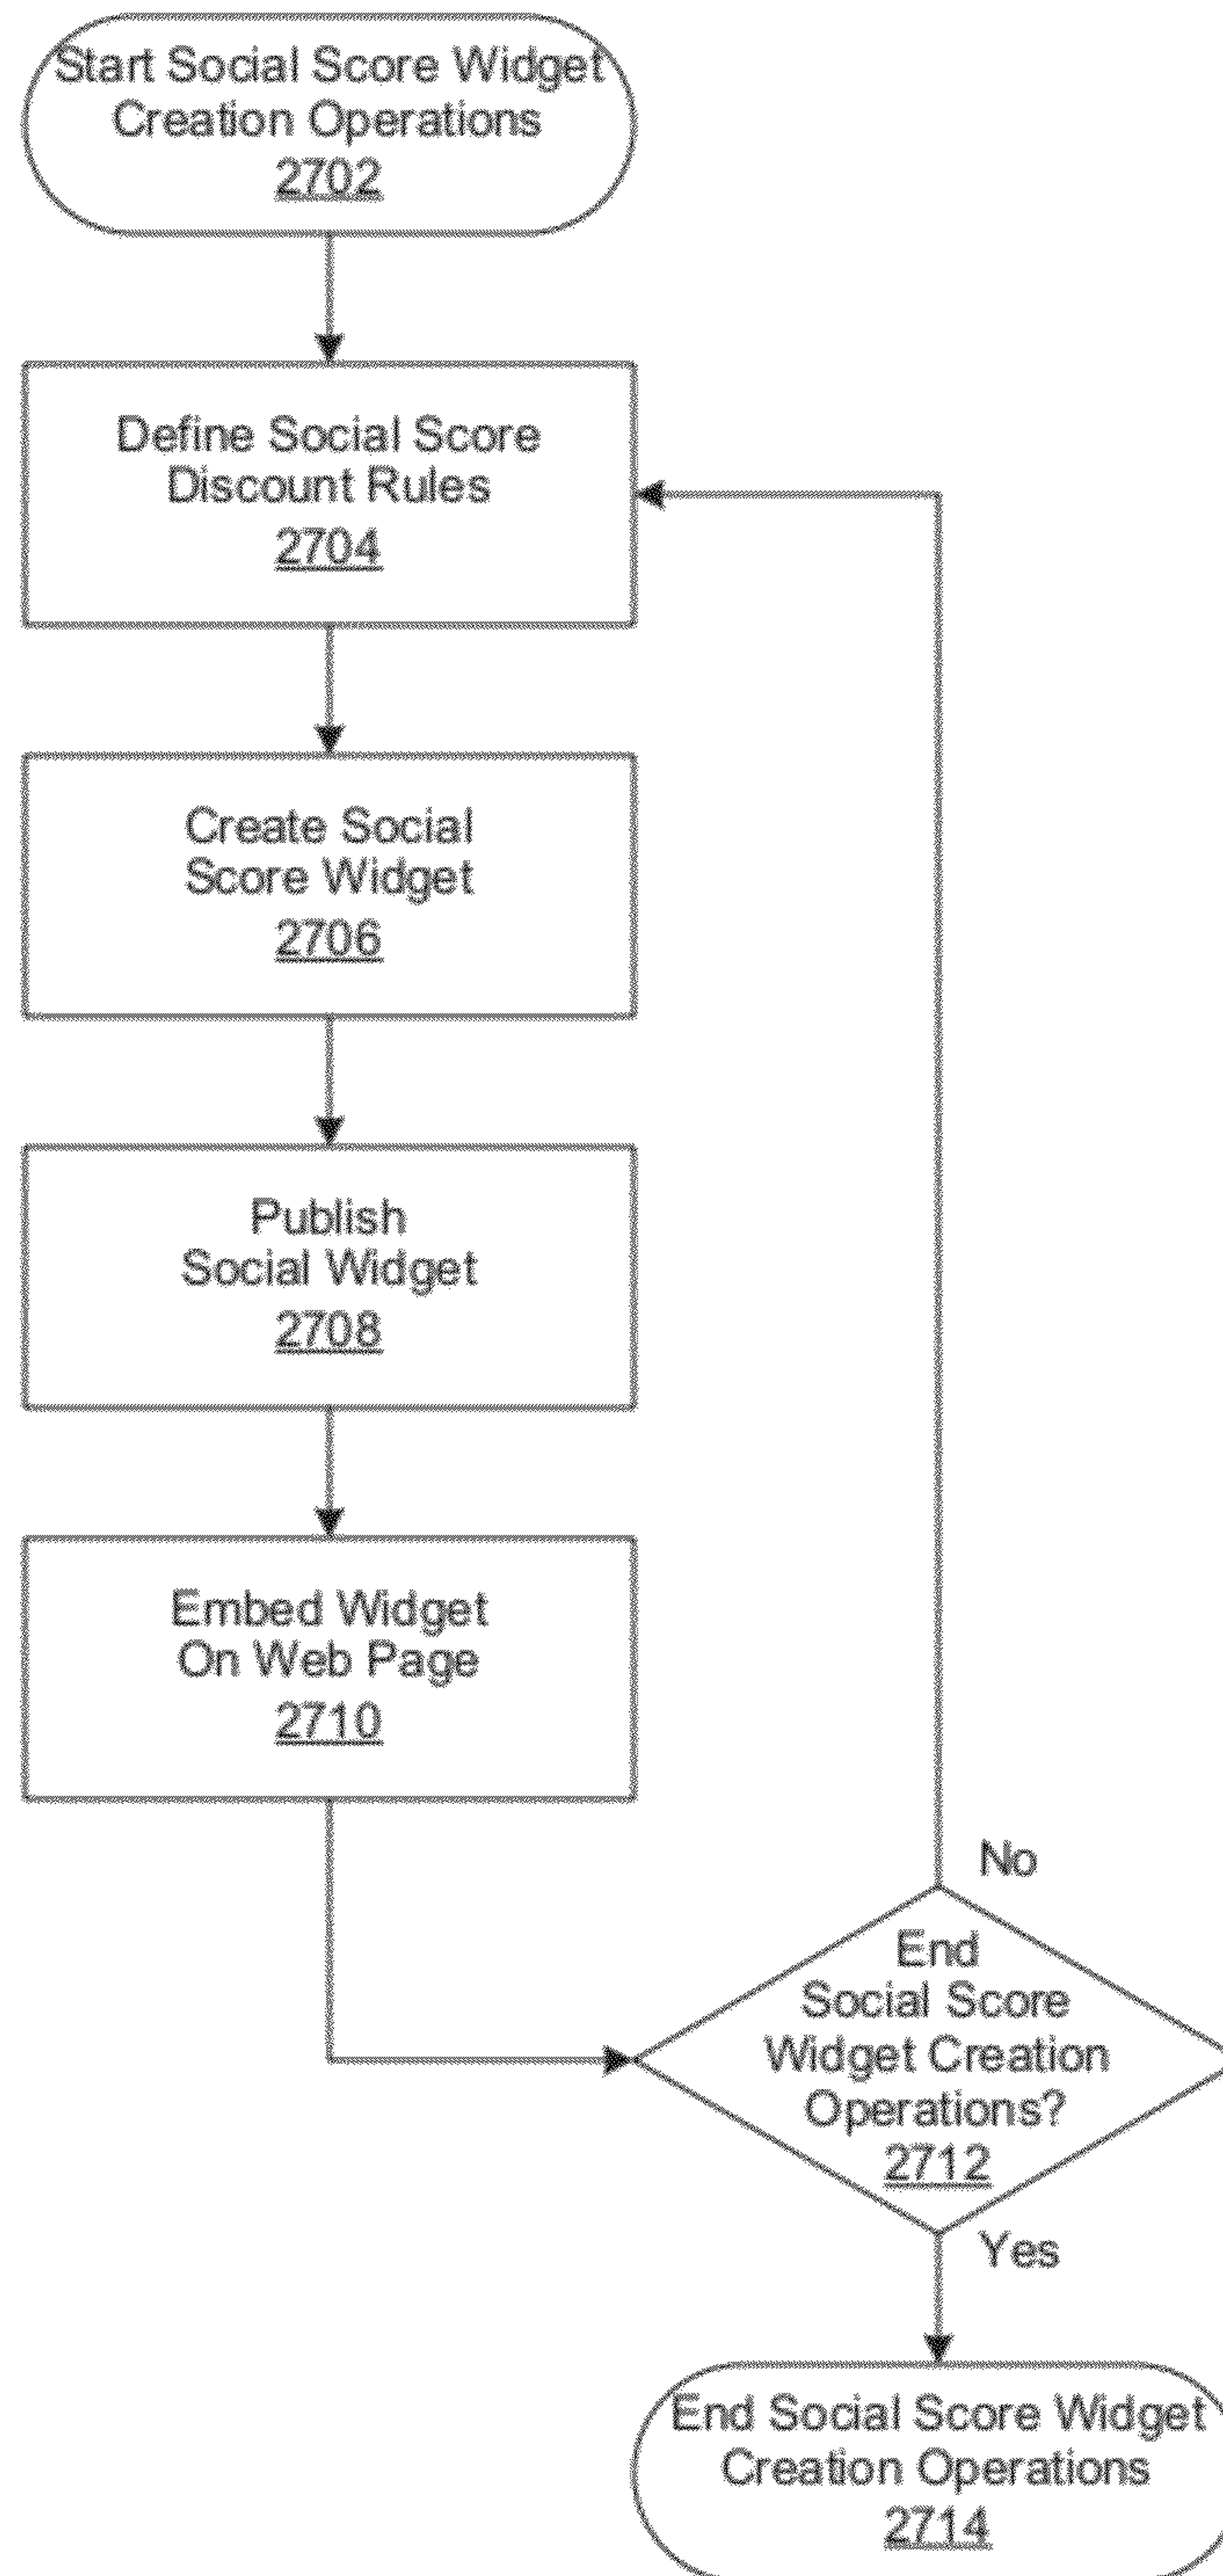 Start Social Score Widget
Creation Operations
2702
Define Social Score
Discount Rules
2704
Create Social
Score Widget
2706
Publish
Social Widget
2708
Embed Widget
On Web Page
2710
No
End
Social Score
Widget Creation
Operations?
2712
Yes
End Social Score Widget
Creation Operations
2714